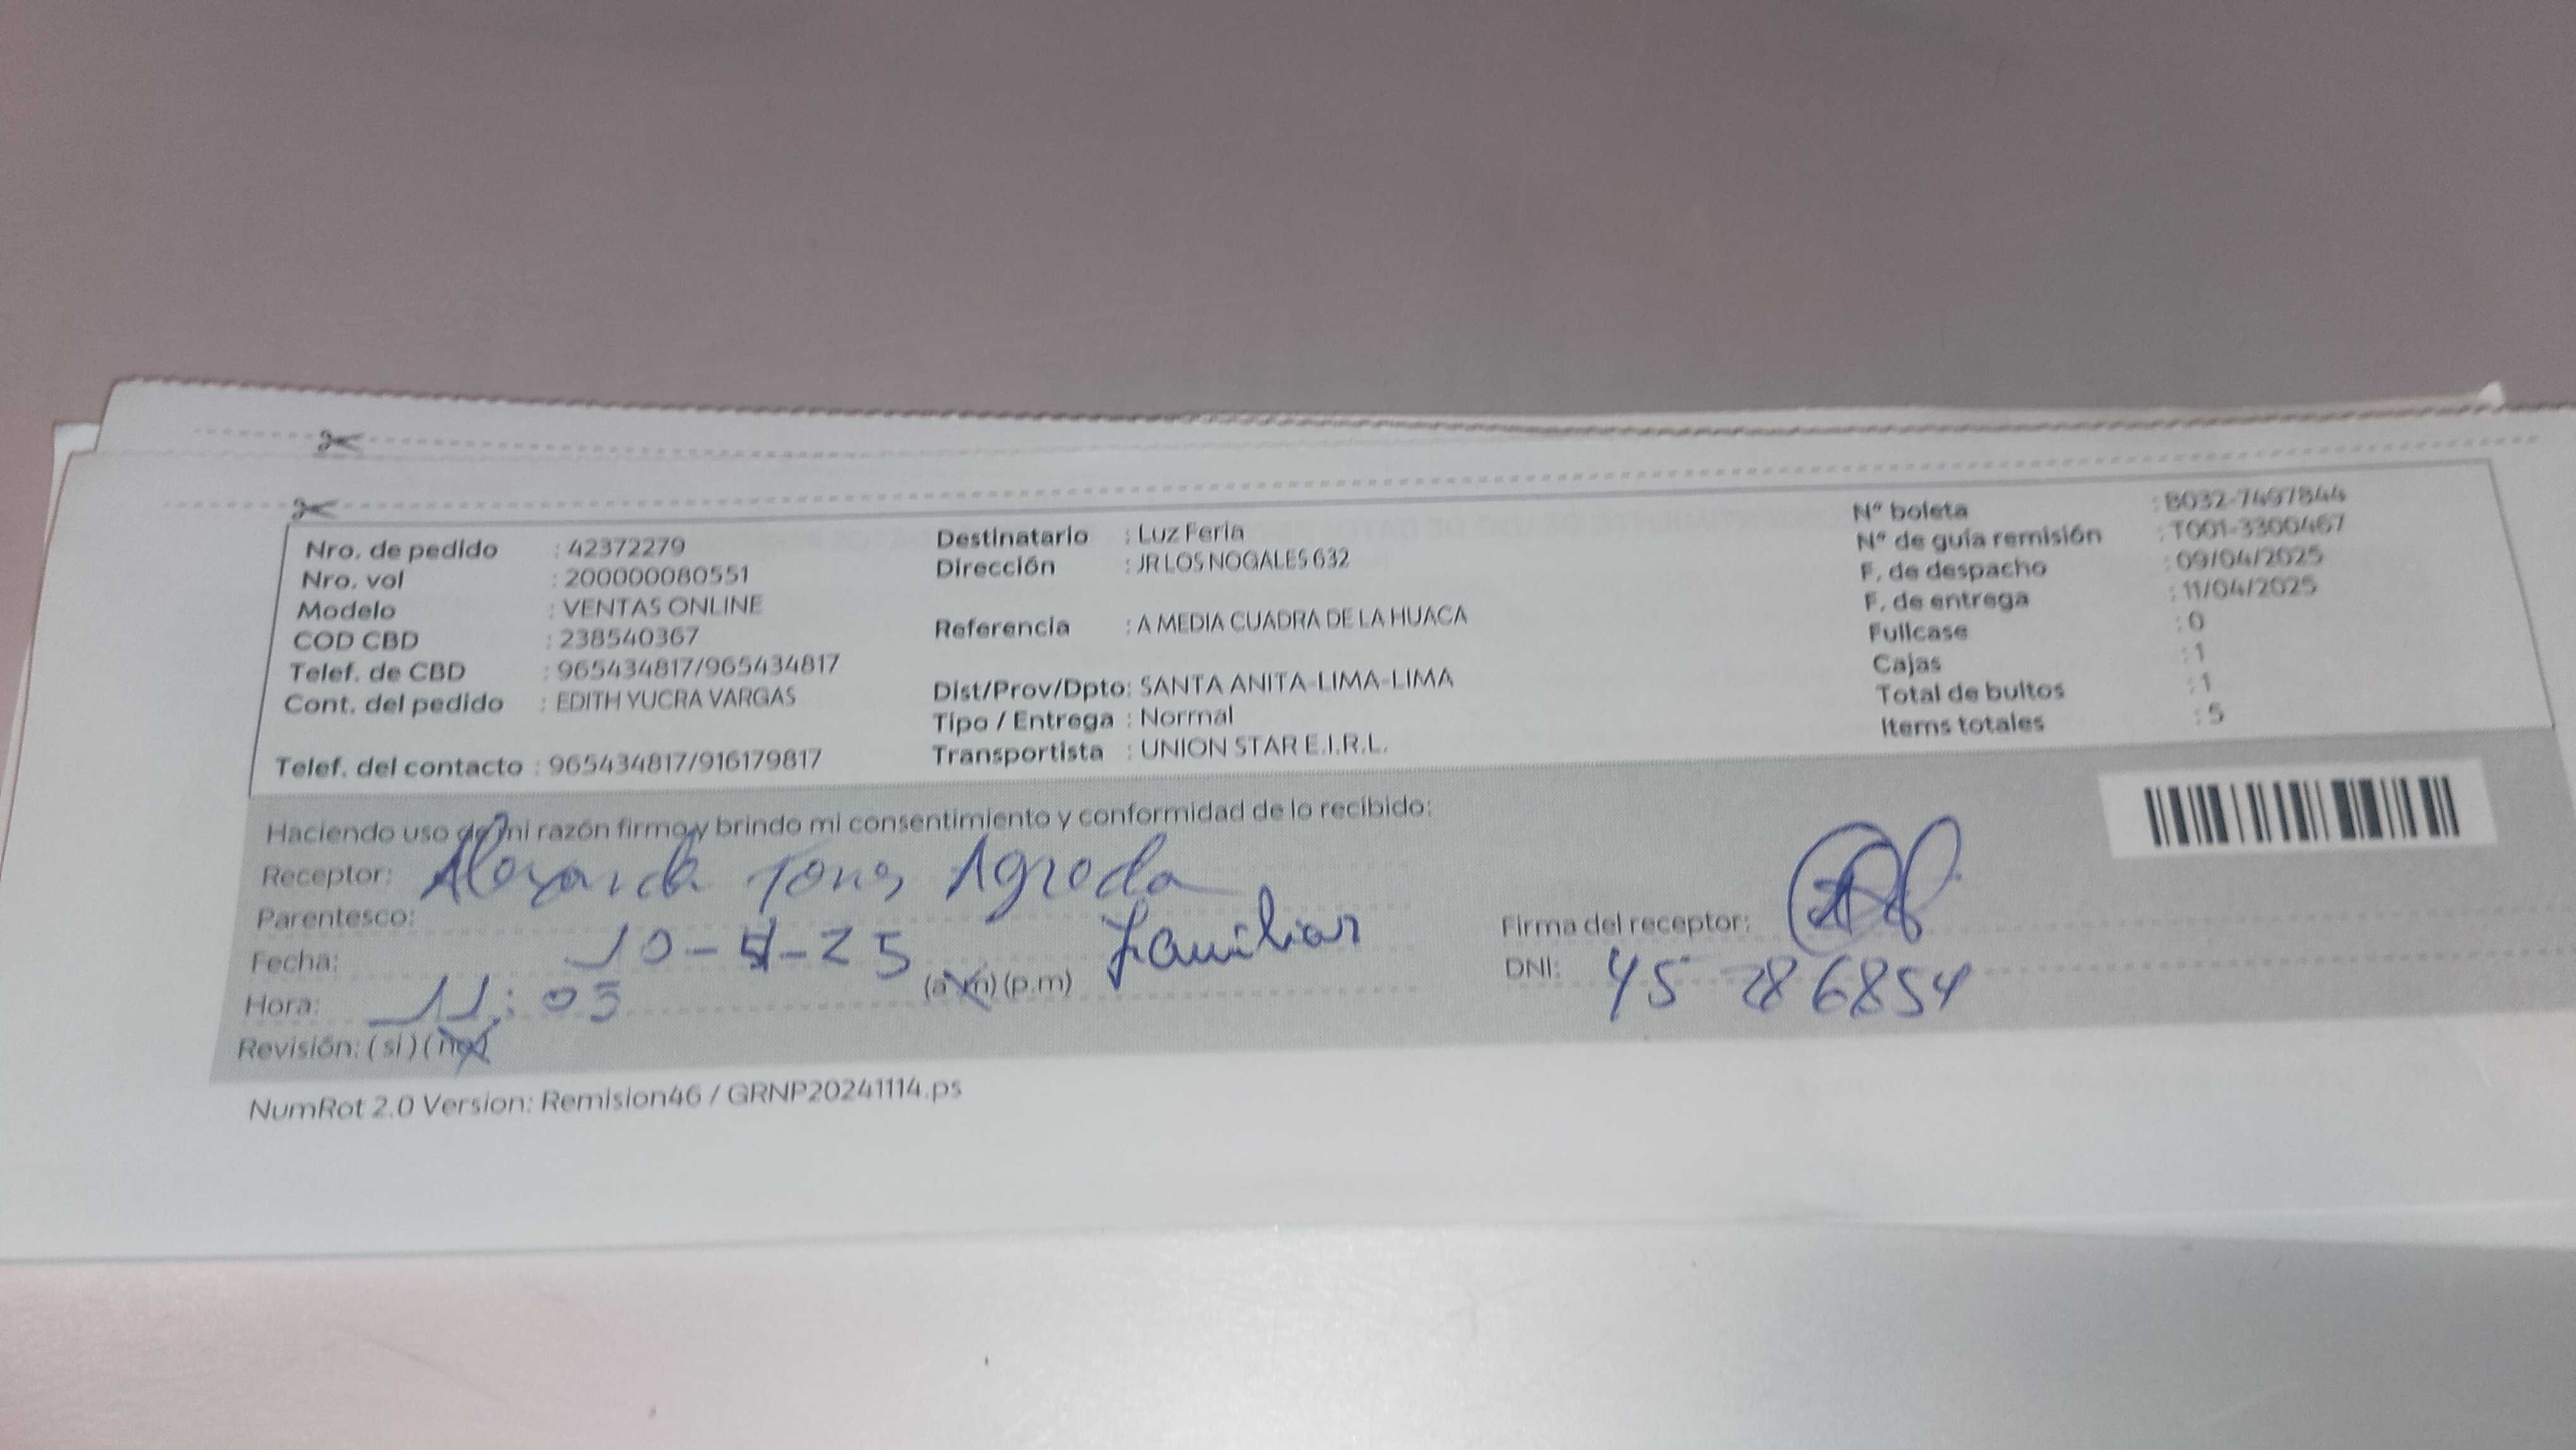 Nro. de pedido : 42372279
Nro. vol : 200000080551
Modelo : VENTAS ONLINE
COD CBD : 238540367
Telef. de CBD : 965434817/965434817
Cont. del pedido : EDITH YUCRA VARGAS
Telef. del contacto : 965434817/916179817
Destinatario : Luz Feria
Dirección : JR LOS NOGALES 632
Referencia : A MEDIA CUADRA DE LA HUACA
Dist/Prov/Dpto: SANTA ANITA-LIMA-LIMA
Tipo / Entrega : Normal
Transportista : UNION STAR E.I.R.L.
N° boleta : B032-7497844
N° de guía remisión : T001-3300467
F. de despacho : 09/04/2025
F. de entrega : 11/04/2025
Fullcase : 0
Cajas : 1
Total de bultos : 1
Items totales : 5
Haciendo uso de mi razón firmo y brindo mi consentimiento y conformidad de lo recibido:
Receptor: Agreda
Parentesco: familiar
Fecha: 10-4-25
Hora: 11:05 (a.m) (p.m)
Revisión: (si) (no)
Firma del receptor:
DNI: 45286854
NumRot 2.0 Version: Remision46 / GRNP20241114.ps